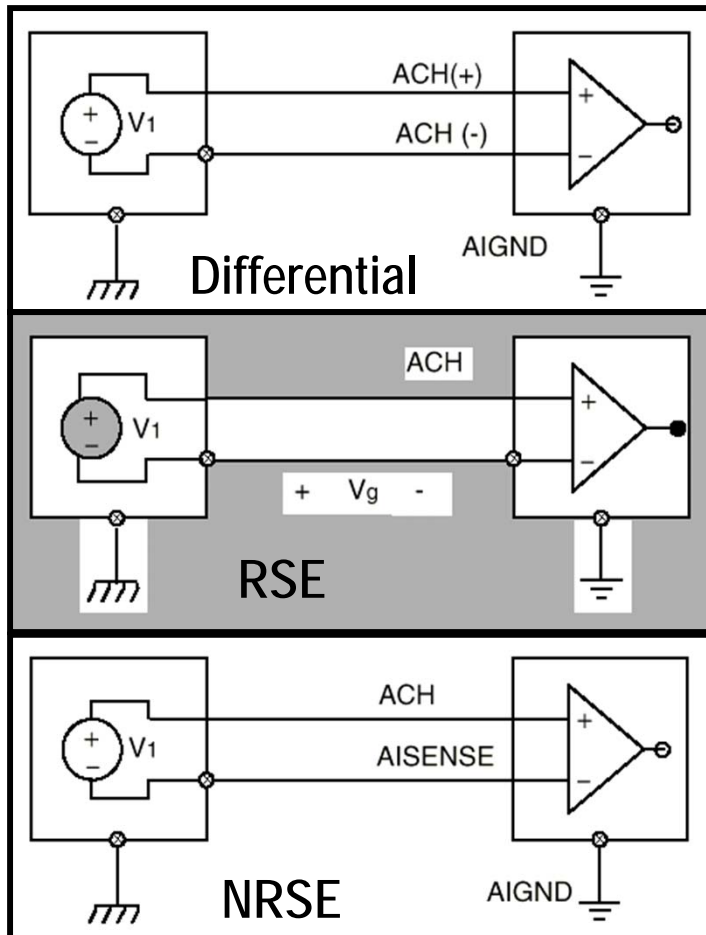 ACH(+)
+
V1
+
−
ACH (-)
−
AIGND
Differential
ACH
+
V1
+
−
−
+ Vg -
RSE
ACH
+
V1
+
−
AISENSE
−
AIGND
NRSE